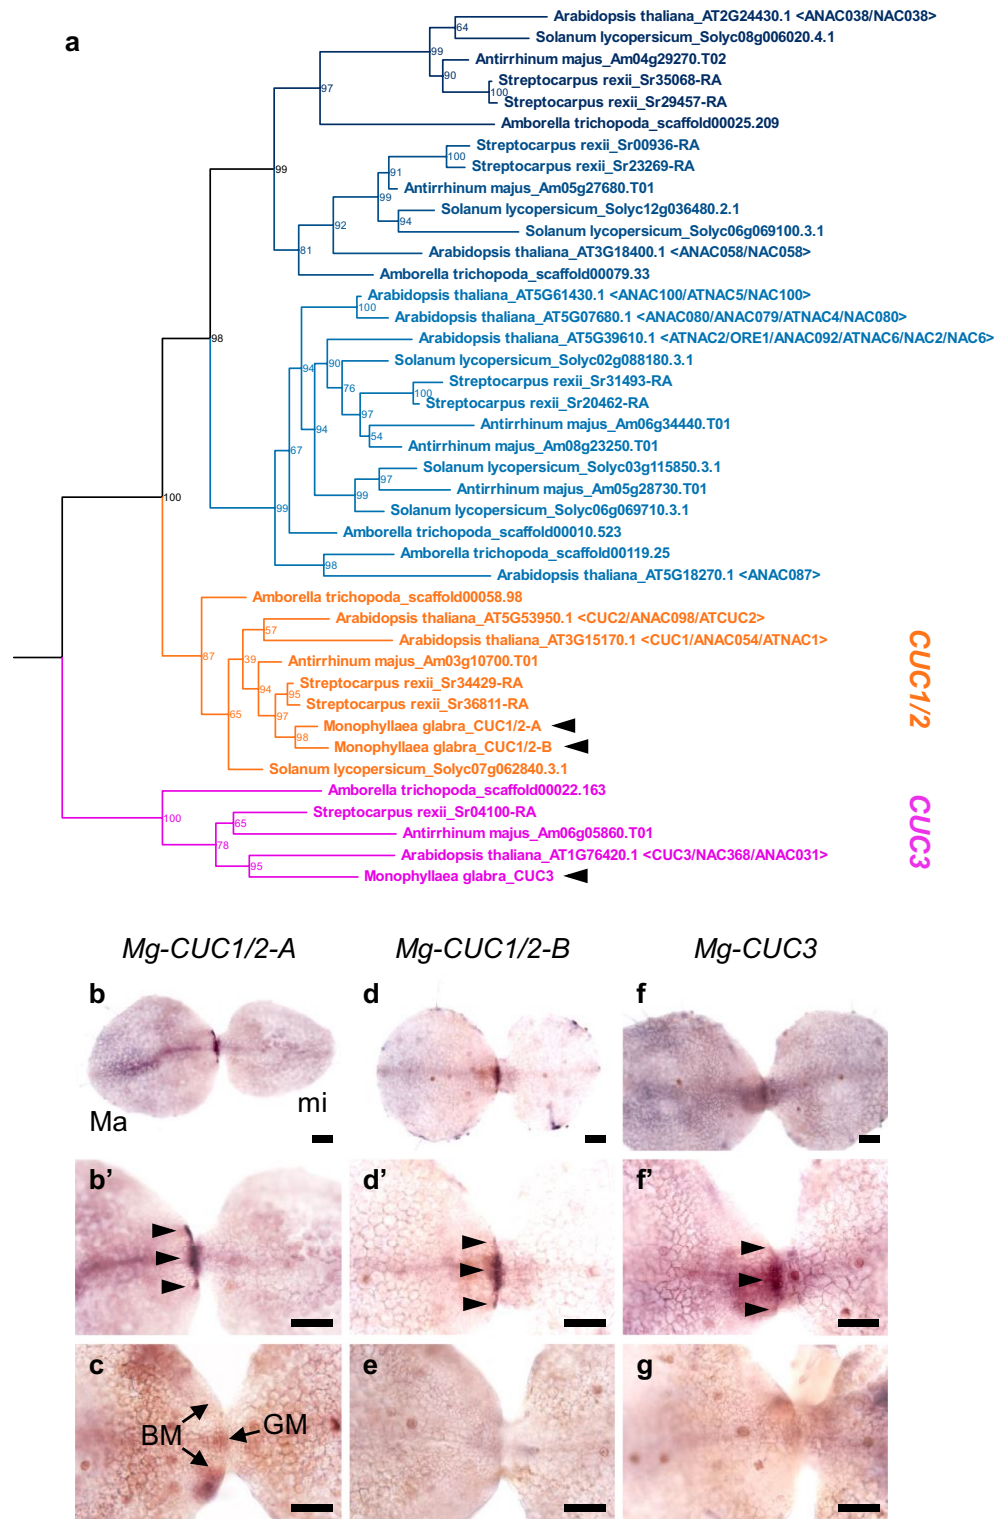 a
Arabidopsis thaliana_AT2G24430.1 <ANAC038/NAC038>
64
Solanum lycopersicum_Solyc08g006020.4.1
99
Antirrhinum majus_Am04g29270.T02
90
Streptocarpus rexii_Sr35068-RA
100
Streptocarpus rexii_Sr29457-RA
97
Amborella trichopoda_scaffold00025.209
Streptocarpus rexii_Sr00936-RA
100
Streptocarpus rexii_Sr23269-RA
99
91
Antirrhinum majus_Am05g27680.T01
99
Solanum lycopersicum_Solyc12g036480.2.1
94
92
Solanum lycopersicum_Solyc06g069100.3.1
81
Arabidopsis thaliana_AT3G18400.1 <ANAC058/NAC058>
Amborella trichopoda_scaffold00079.33
Arabidopsis thaliana_AT5G61430.1 <ANAC100/ATNAC5/NAC100>
100
Arabidopsis thaliana_AT5G07680.1 <ANAC080/ANAC079/ATNAC4/NAC080>
98
Arabidopsis thaliana_AT5G39610.1 <ATNAC2/ORE1/ANAC092/ATNAC6/NAC2/NAC6>
94
90
Solanum lycopersicum_Solyc02g088180.3.1
76
Streptocarpus rexii_Sr31493-RA
100
Streptocarpus rexii_Sr20462-RA
97
94
Antirrhinum majus_Am06g34440.T01
54
67
Antirrhinum majus_Am08g23250.T01
Solanum lycopersicum_Solyc03g115850.3.1
97
Antirrhinum majus_Am05g28730.T01
100
99
99
Solanum lycopersicum_Solyc06g069710.3.1
Amborella trichopoda_scaffold00010.523
Amborella trichopoda_scaffold00119.25
98
Arabidopsis thaliana_AT5G18270.1 <ANAC087>
Amborella trichopoda_scaffold00058.98
Arabidopsis thaliana_AT5G53950.1 <CUC2/ANAC098/ATCUC2>
57
Arabidopsis thaliana_AT3G15170.1 <CUC1/ANAC054/ATNAC1>
87
39
Antirrhinum majus_Am03g10700.T01
94
Streptocarpus rexii_Sr34429-RA
95
Streptocarpus rexii_Sr36811-RA
65
97
Monophyllaea glabra_CUC1/2-A
98
Monophyllaea glabra_CUC1/2-B
Solanum lycopersicum_Solyc07g062840.3.1
CUC1/2
Amborella trichopoda_scaffold00022.163
100
Streptocarpus rexii_Sr04100-RA
65
Antirrhinum majus_Am06g05860.T01
78
Arabidopsis thaliana_AT1G76420.1 <CUC3/NAC368/ANAC031>
95
Monophyllaea glabra_CUC3
CUC3
Mg-CUC1/2-A
Mg-CUC1/2-B
Mg-CUC3
b
Ma
mi
d
f
b’
d’
f’
c
BM
GM
e
g